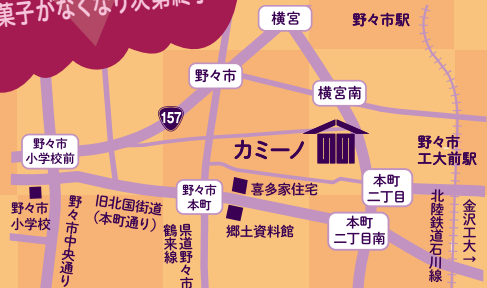 菓子がなくなり次第終了
横宮
野々市駅
野々市
横宮南
157
野々市
小学校前
カミーノ
野々市
工大前駅
本町
二丁目
野々市
本町
喜多家住宅
野々市
小学校
旧北国街道
(本町通り)
郷土資料館
本町
二丁目南
野々市中央通り
県道野々市
鶴来線
北陸鉄道石川線
金沢工大→